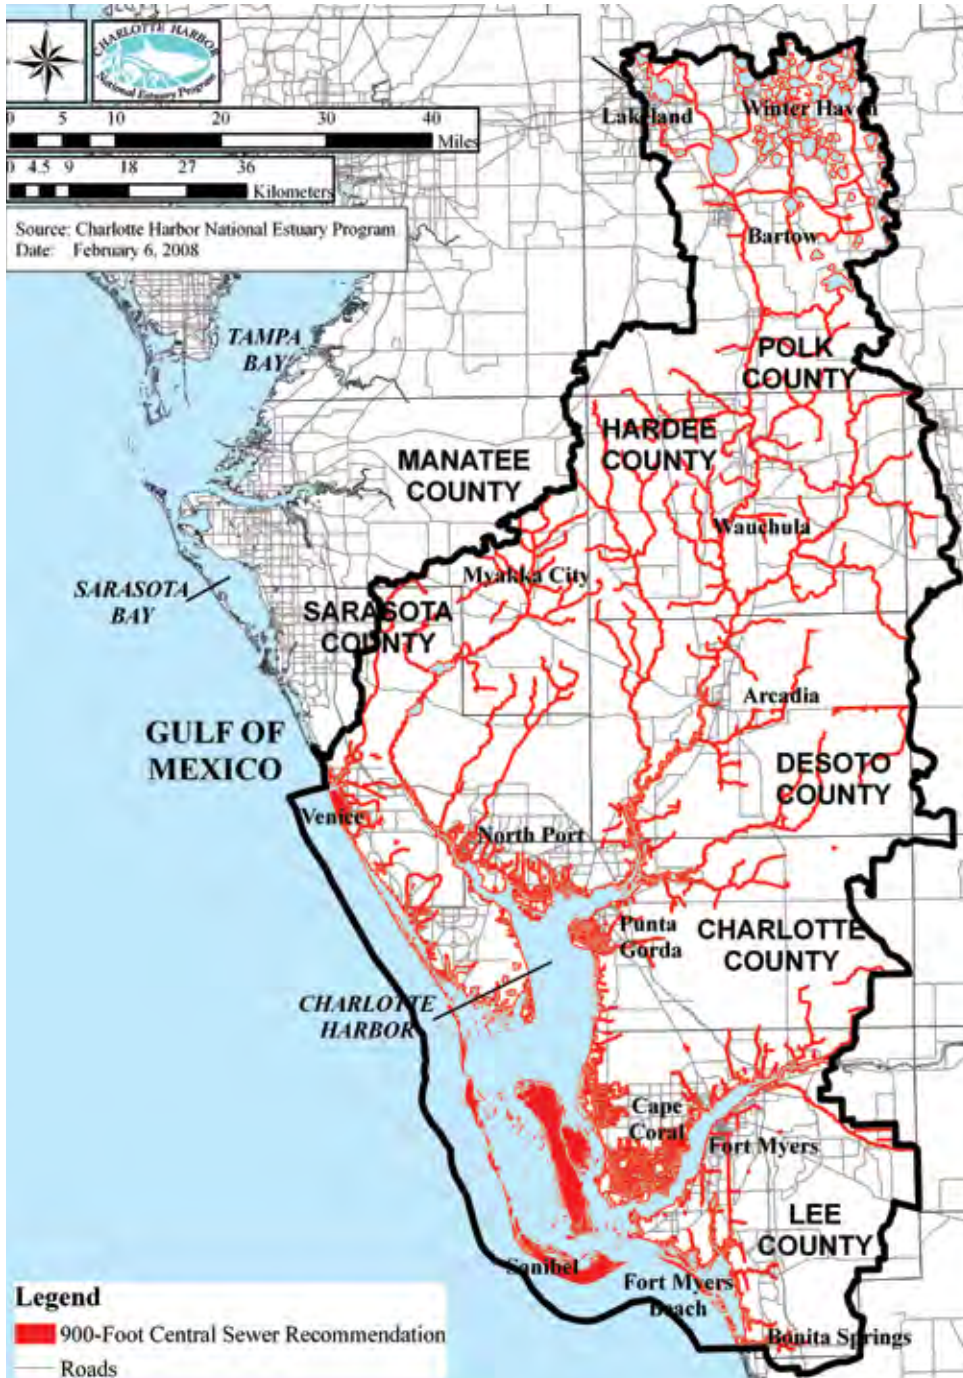 CHARLOTTE HARBOR
National Estuary Program
0 5 10 20 30 40
Miles
0 4.5 9 18 27 36
Kilometers
Source: Charlotte Harbor National Estuary Program
Date: February 6, 2008
Lakeland
Winter Haven
Bartow
TAMPA
BAY
POLK
COUNTY
HARDEE
COUNTY
MANATEE
COUNTY
Wauchula
Myakka City
SARASOTA
BAY
SARASOTA
COUNTY
Arcadia
GULF OF
MEXICO
DESOTO
COUNTY
Venice
North Port
Punta
Gorda
CHARLOTTE
COUNTY
CHARLOTTE
HARBOR
Cape
Coral
Fort Myers
LEE
COUNTY
Sanibel
Fort Myers
Beach
Bonita Springs
Legend
900-Foot Central Sewer Recommendation
Roads